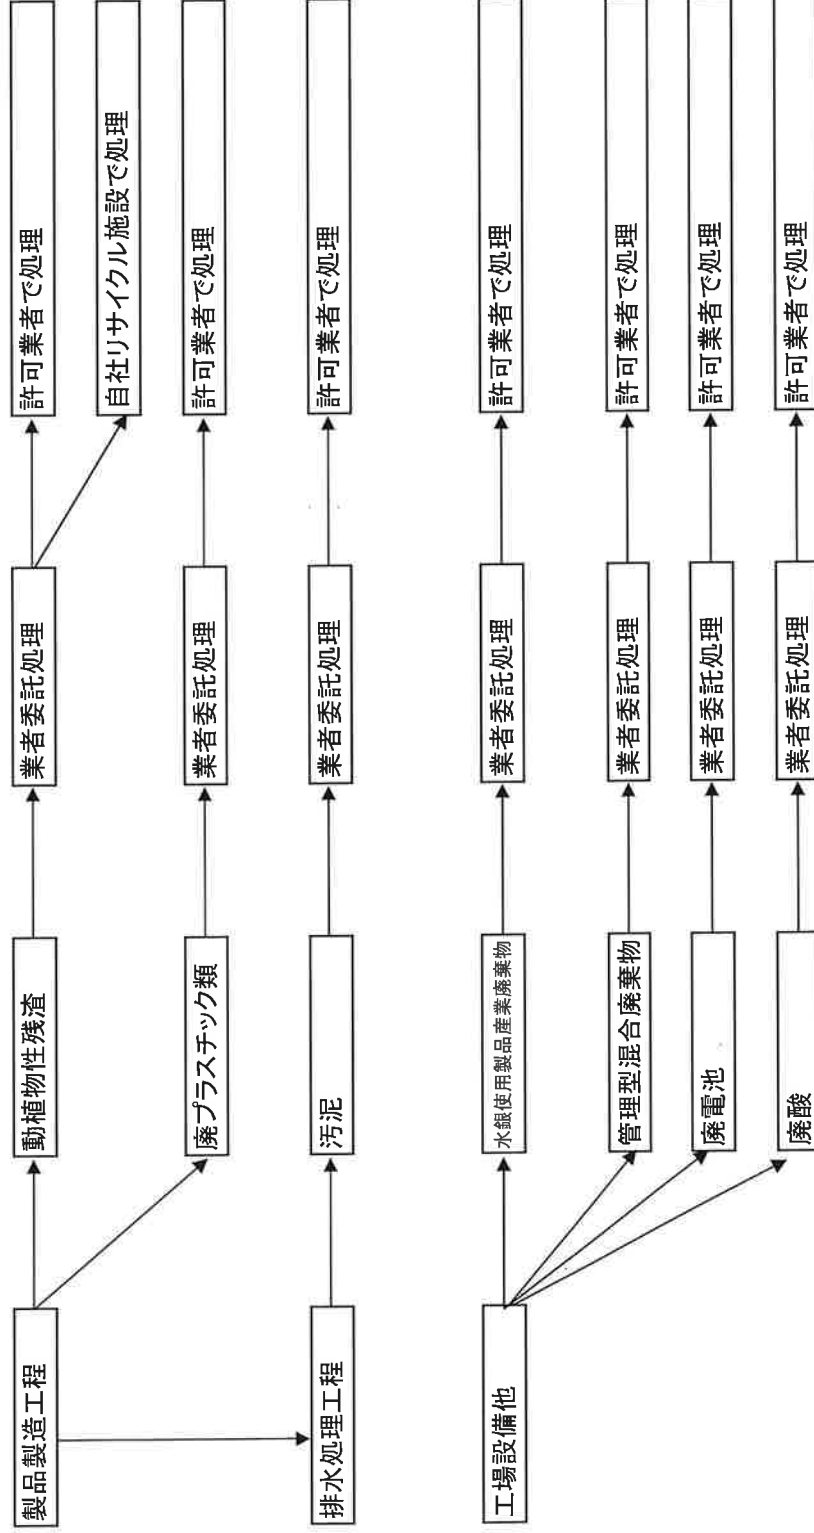 製品製造工程
動植物性残渣
業者委託処理
許可業者で処理
自社リサイクル施設で処理
廃プラスチック類
業者委託処理
許可業者で処理
排水処理工程
汚泥
業者委託処理
許可業者で処理
工場設備他
水銀使用製品産業廃棄物
業者委託処理
許可業者で処理
管理型混合廃棄物
業者委託処理
許可業者で処理
廃電池
業者委託処理
許可業者で処理
廃酸
業者委託処理
許可業者で処理